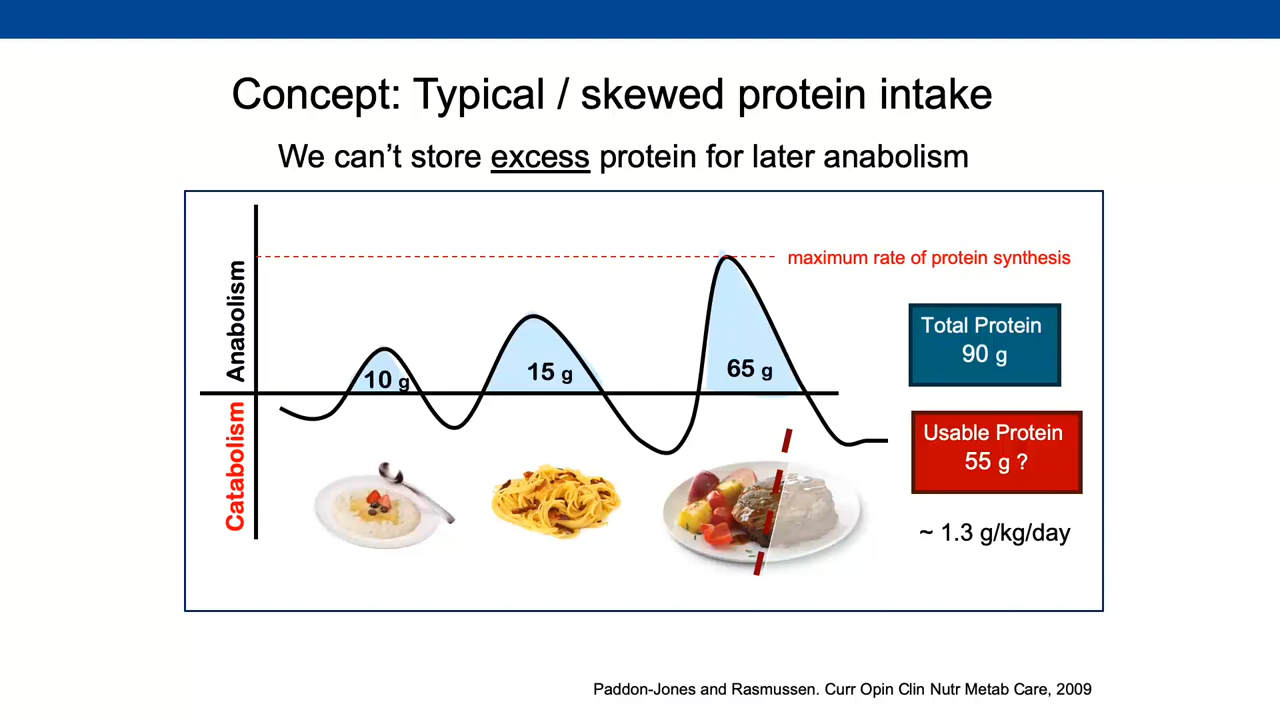 Concept: Typical / skewed protein intake
We can’t store excess protein for later anabolism
maximum rate of protein synthesis
Anabolism
Catabolism
10 g
15 g
65 g
Total Protein
90 g
Usable Protein
55 g ?
~ 1.3 g/kg/day
Paddon-Jones and Rasmussen. Curr Opin Clin Nutr Metab Care, 2009